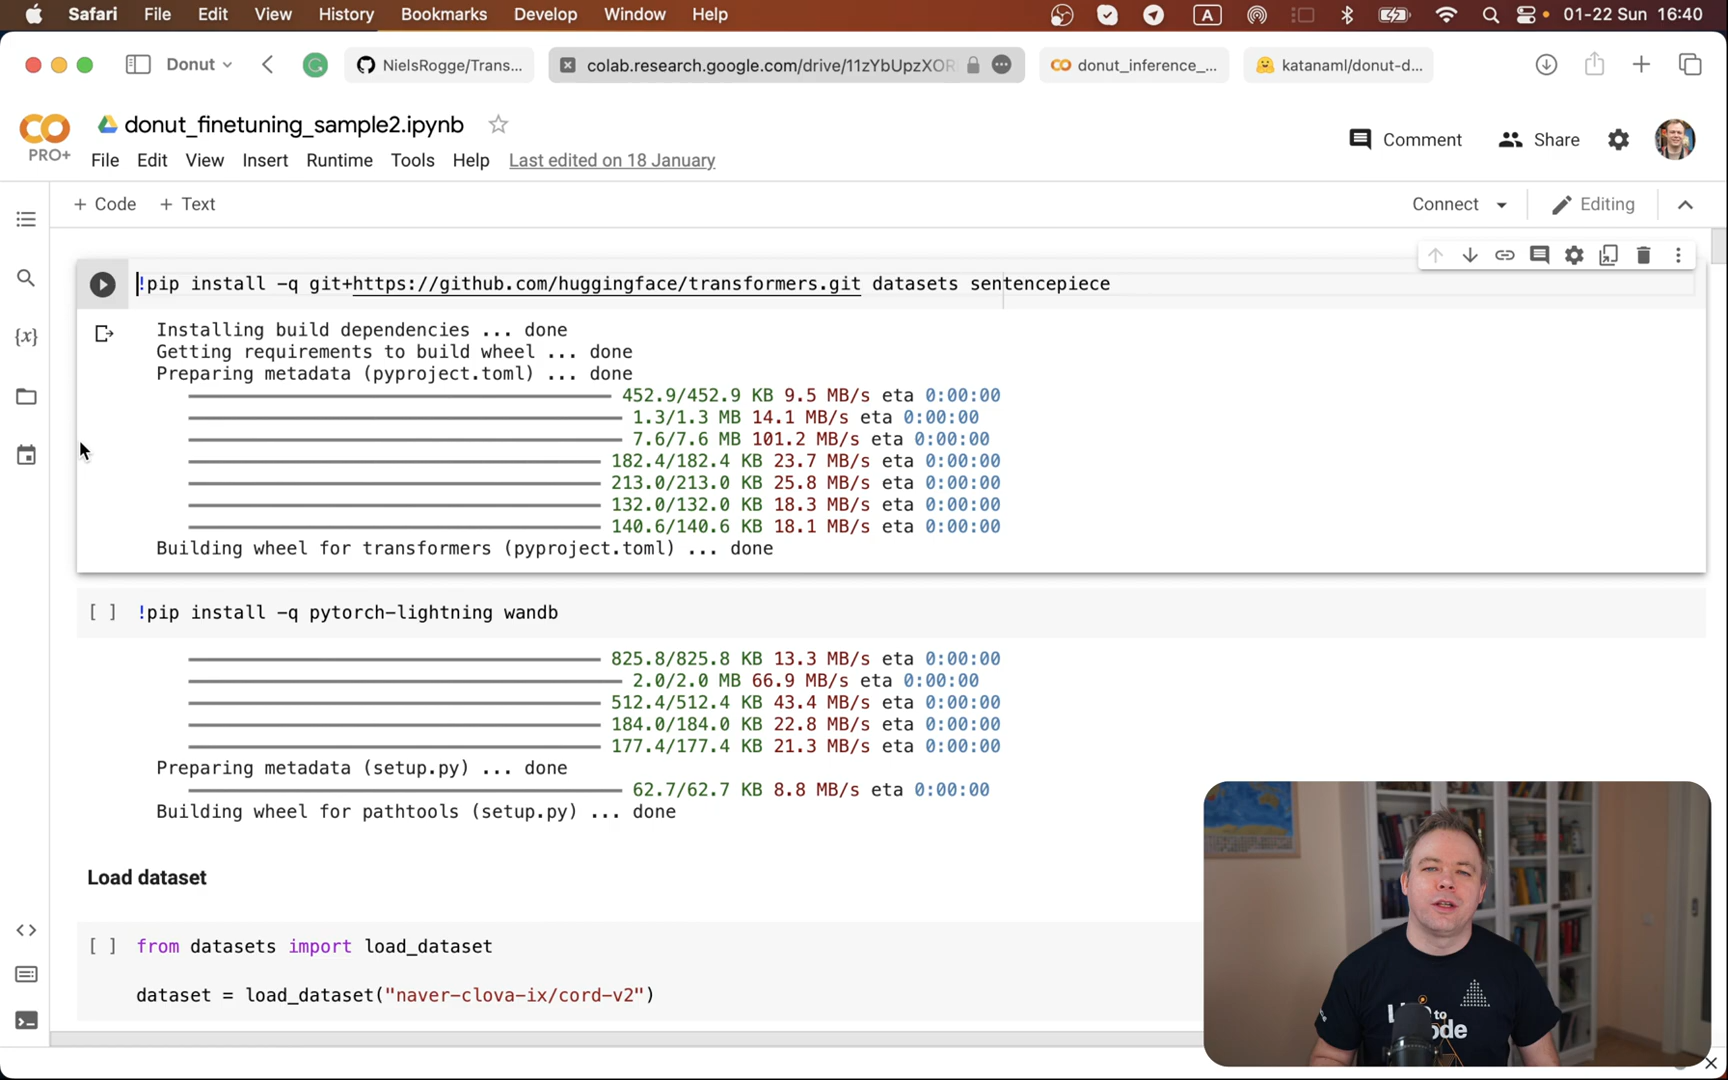 Safari File Edit View History Bookmarks Develop Window Help A 01-22 Sun 16:40
Donut NielsRogge/Trans... colab.research.google.com/drive/11zYbUpzXOR donut_inference_... katanaml/donut-d...
donut_finetuning_sample2.ipynb
PRO+
File Edit View Insert Runtime Tools Help Last edited on 18 January
Comment Share
+ Code + Text Connect Editing
!pip install -q git+https://github.com/huggingface/transformers.git datasets sentencepiece
Installing build dependencies ... done
Getting requirements to build wheel ... done
Preparing metadata (pyproject.toml) ... done
452.9/452.9 KB 9.5 MB/s eta 0:00:00
1.3/1.3 MB 14.1 MB/s eta 0:00:00
7.6/7.6 MB 101.2 MB/s eta 0:00:00
182.4/182.4 KB 23.7 MB/s eta 0:00:00
213.0/213.0 KB 25.8 MB/s eta 0:00:00
132.0/132.0 KB 18.3 MB/s eta 0:00:00
140.6/140.6 KB 18.1 MB/s eta 0:00:00
Building wheel for transformers (pyproject.toml) ... done
[ ] !pip install -q pytorch-lightning wandb
825.8/825.8 KB 13.3 MB/s eta 0:00:00
2.0/2.0 MB 66.9 MB/s eta 0:00:00
512.4/512.4 KB 43.4 MB/s eta 0:00:00
184.0/184.0 KB 22.8 MB/s eta 0:00:00
177.4/177.4 KB 21.3 MB/s eta 0:00:00
Preparing metadata (setup.py) ... done
62.7/62.7 KB 8.8 MB/s eta 0:00:00
Building wheel for pathtools (setup.py) ... done
Load dataset
[ ] from datasets import load_dataset
dataset = load_dataset("naver-clova-ix/cord-v2")
to